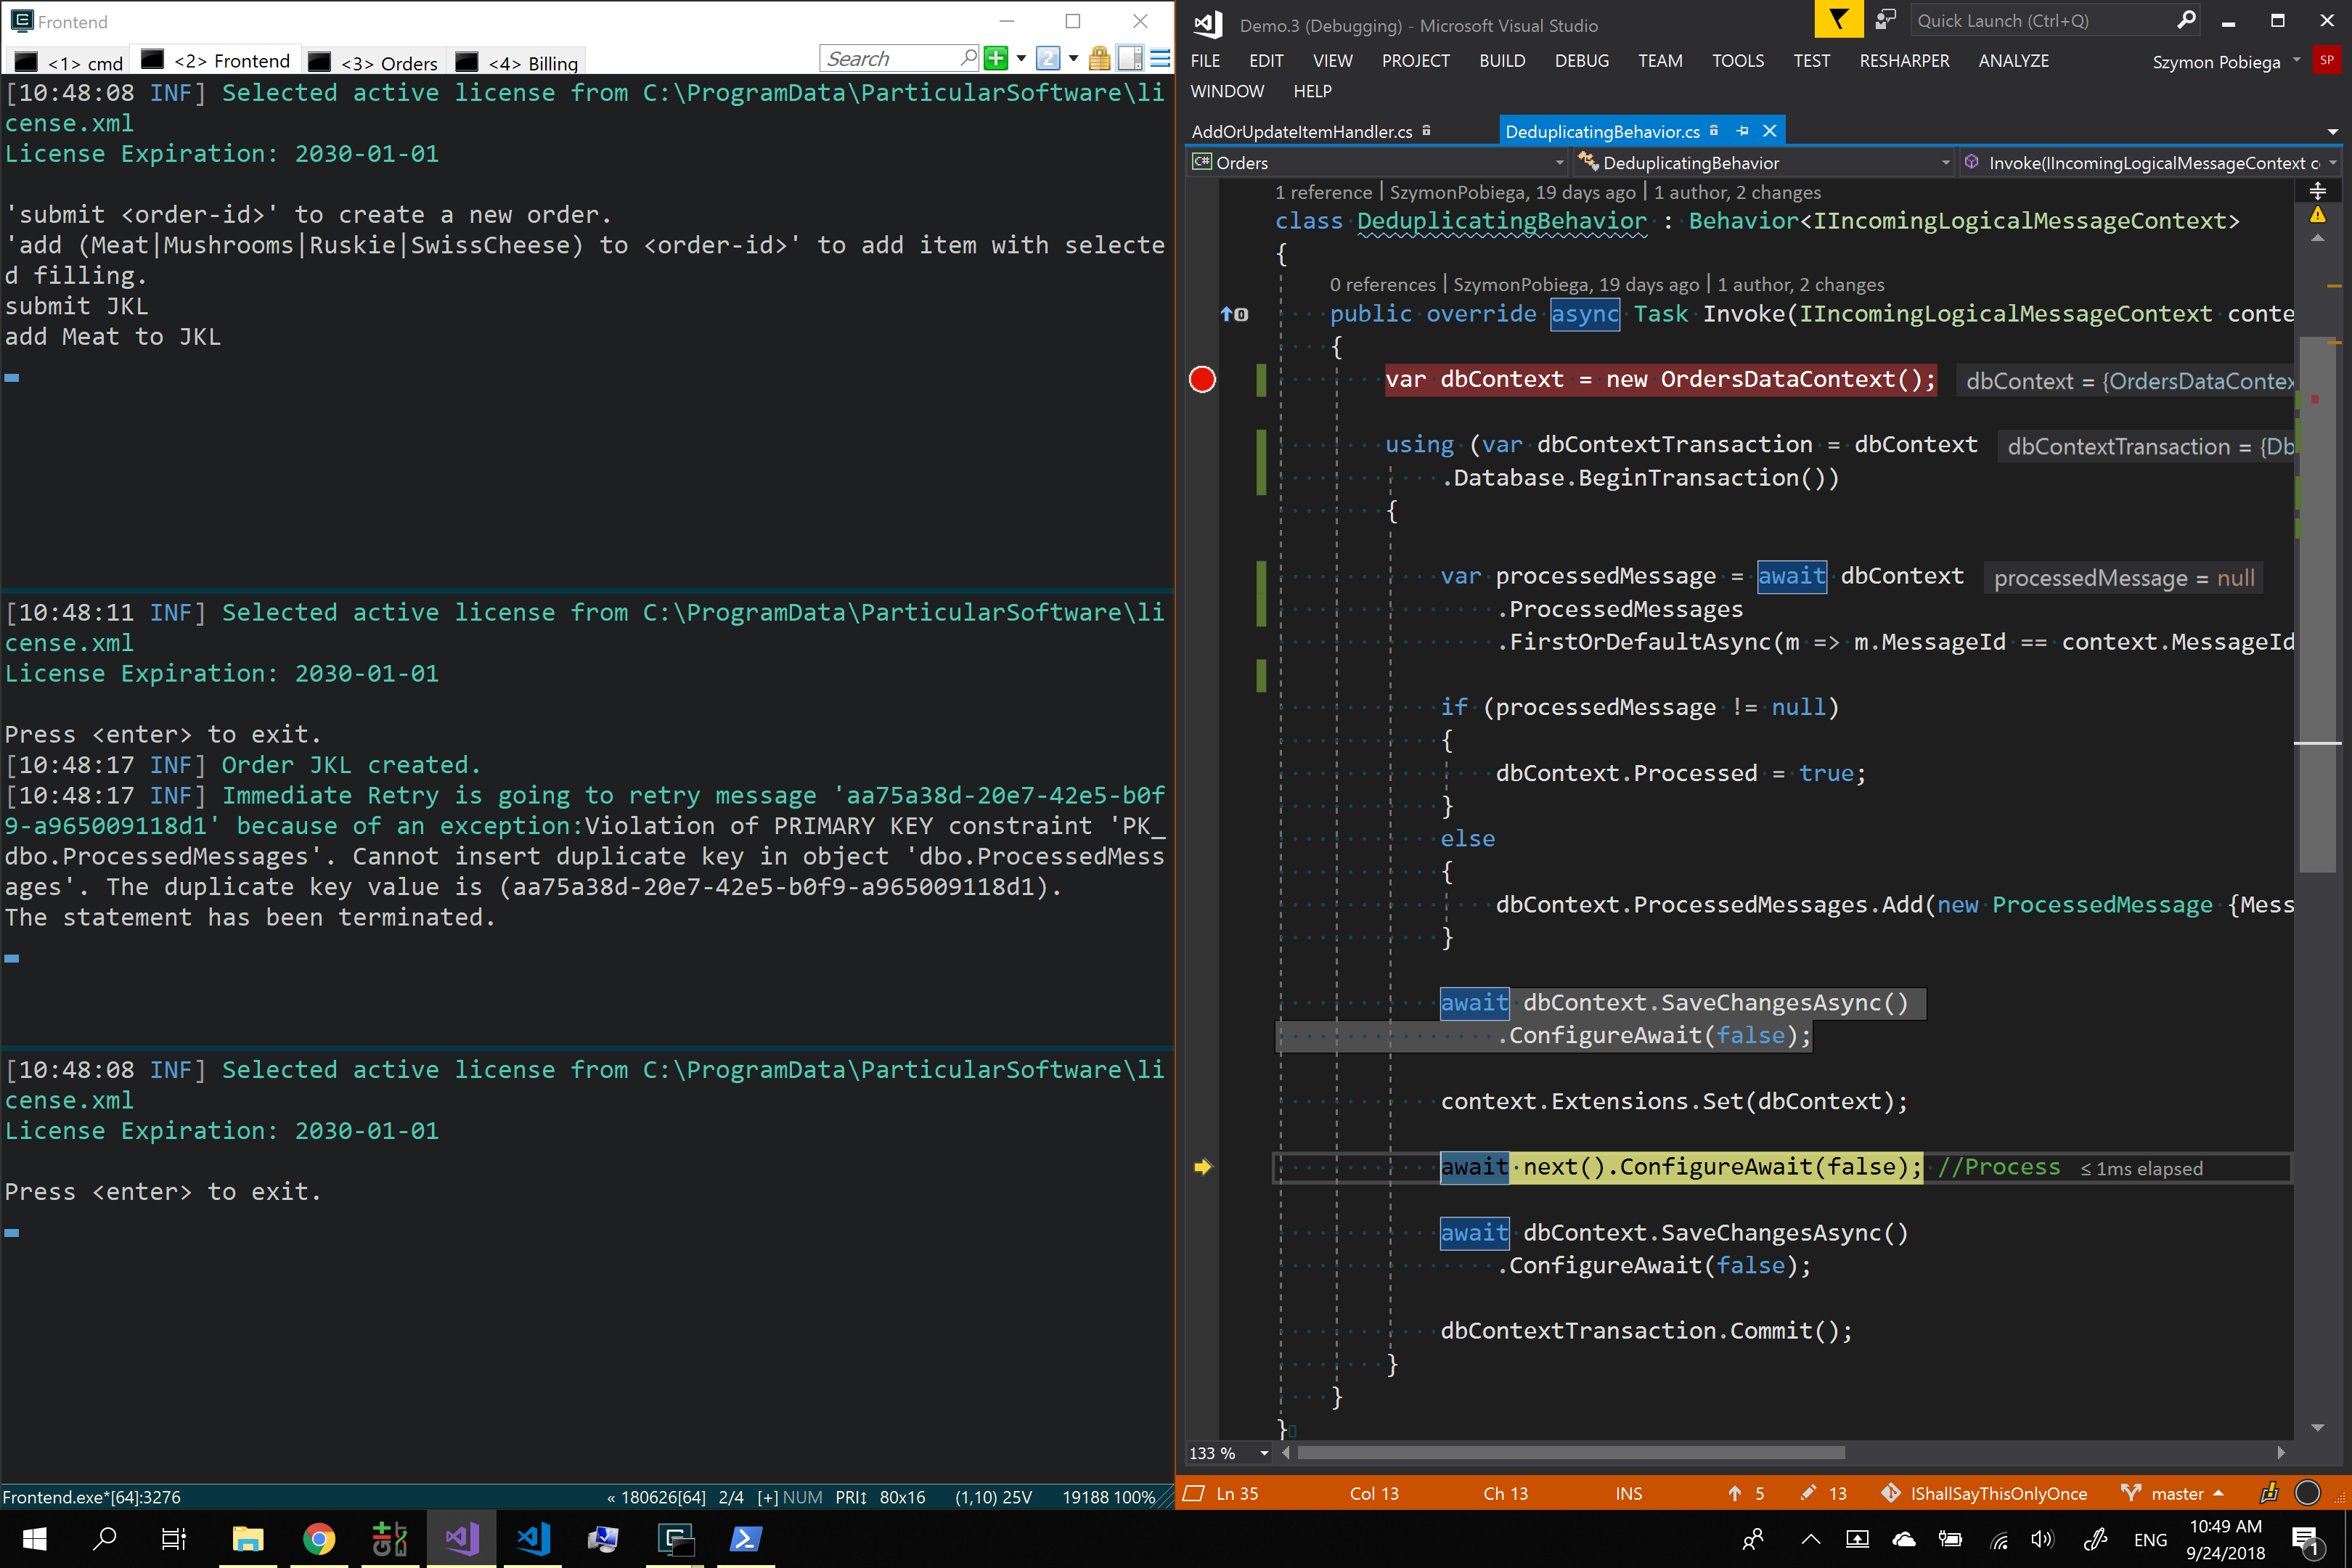 Frontend
<1> cmd
<2> Frontend
<3> Orders
<4> Billing
Search
[10:48:08 INF] Selected active license from C:\ProgramData\ParticularSoftware\li
cense.xml
License Expiration: 2030-01-01
'submit <order-id>' to create a new order.
'add (Meat|Mushrooms|Ruskie|SwissCheese) to <order-id>' to add item with selecte
d filling.
submit JKL
add Meat to JKL
[10:48:11 INF] Selected active license from C:\ProgramData\ParticularSoftware\li
cense.xml
License Expiration: 2030-01-01
Press <enter> to exit.
[10:48:17 INF] Order JKL created.
[10:48:17 INF] Immediate Retry is going to retry message 'aa75a38d-20e7-42e5-b0f
9-a965009118d1' because of an exception:Violation of PRIMARY KEY constraint 'PK_
dbo.ProcessedMessages'. Cannot insert duplicate key in object 'dbo.ProcessedMess
ages'. The duplicate key value is (aa75a38d-20e7-42e5-b0f9-a965009118d1).
The statement has been terminated.
[10:48:08 INF] Selected active license from C:\ProgramData\ParticularSoftware\li
cense.xml
License Expiration: 2030-01-01
Press <enter> to exit.
Frontend.exe*[64]:3276
« 180626[64] 2/4 [+] NUM PRI↕ 80x16 (1,10) 25V 19188 100%
Demo.3 (Debugging) - Microsoft Visual Studio
Quick Launch (Ctrl+Q)
FILE EDIT VIEW PROJECT BUILD DEBUG TEAM TOOLS TEST RESHARPER ANALYZE
Szymon Pobiega SP
WINDOW HELP
AddOrUpdateItemHandler.cs
DeduplicatingBehavior.cs
C# Orders
DeduplicatingBehavior
Invoke(IIncomingLogicalMessageContext c
1 reference | SzymonPobiega, 19 days ago | 1 author, 2 changes
class DeduplicatingBehavior : Behavior<IIncomingLogicalMessageContext>
{
0 references | SzymonPobiega, 19 days ago | 1 author, 2 changes
public override async Task Invoke(IIncomingLogicalMessageContext conte
{
var dbContext = new OrdersDataContext(); dbContext = {OrdersDataContex
using (var dbContextTransaction = dbContext dbContextTransaction = {Db
.Database.BeginTransaction())
{
var processedMessage = await dbContext processedMessage = null
.ProcessedMessages
.FirstOrDefaultAsync(m => m.MessageId == context.MessageId
if (processedMessage != null)
{
dbContext.Processed = true;
}
else
{
dbContext.ProcessedMessages.Add(new ProcessedMessage {Mess
}
await dbContext.SaveChangesAsync()
.ConfigureAwait(false);
context.Extensions.Set(dbContext);
await next().ConfigureAwait(false); //Process ≤ 1ms elapsed
await dbContext.SaveChangesAsync()
.ConfigureAwait(false);
dbContextTransaction.Commit();
}
}
}
133 %
Ln 35 Col 13 Ch 13 INS 5 13 IShallSayThisOnlyOnce master
ENG
10:49 AM
9/24/2018
1